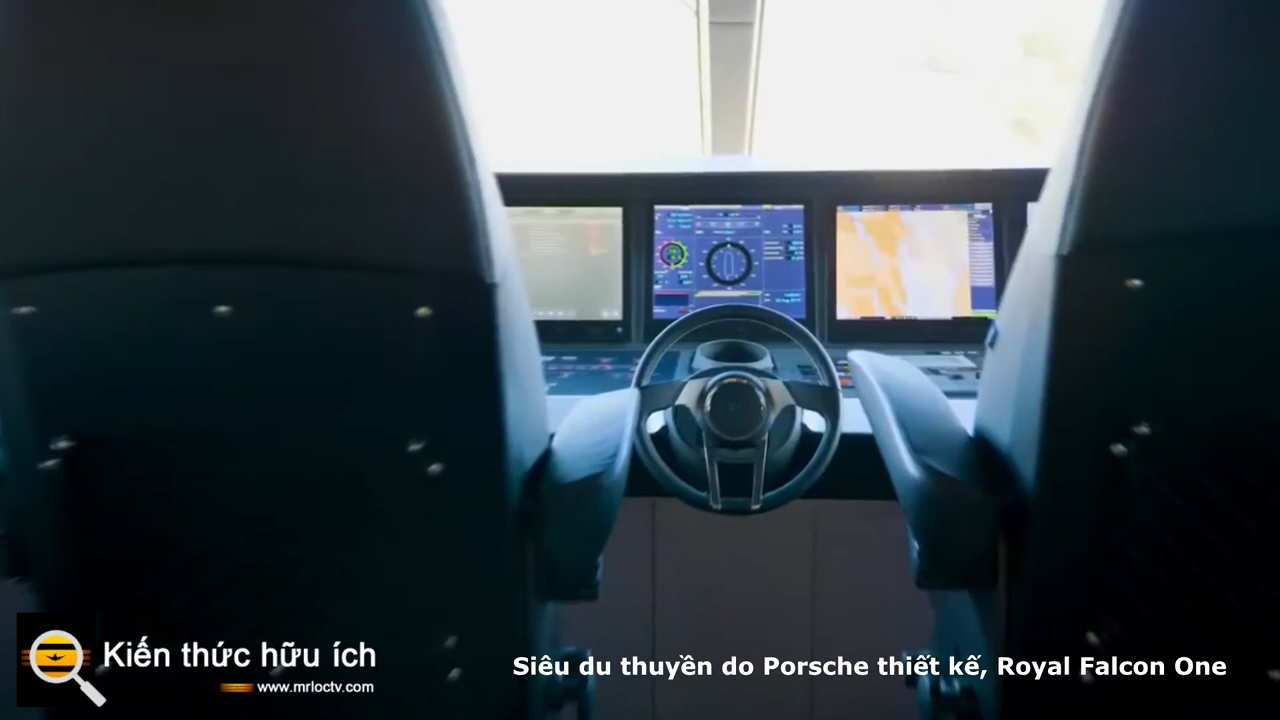 Kiến thức hữu ích
www.mrloctv.com
Siêu du thuyền do Porsche thiết kế, Royal Falcon One